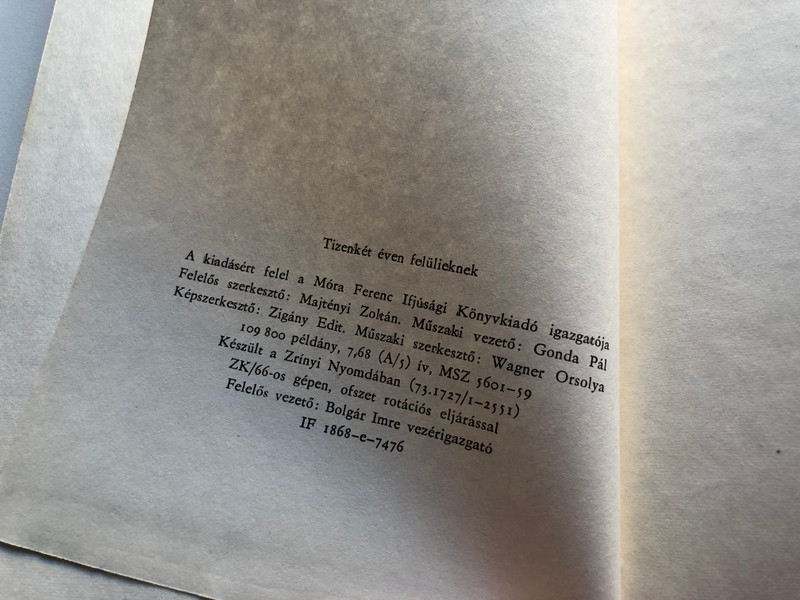 Tizenkét éven felülieknek
A kiadásért felel a Móra Ferenc Ifjúsági Könyvkiadó igazgatója
Felelős szerkesztő: Majtényi Zoltán. Műszaki vezető: Gonda Pál
Képszerkesztő: Zigány Edit. Műszaki szerkesztő: Wagner Orsolya
109 800 példány, 7,68 (A/5) ív, MSZ 5601–59
Készült a Zrínyi Nyomdában (73.1727/1–2551)
ZK/66-os gépen, ofszet rotációs eljárással
Felelős vezető: Bolgár Imre vezérigazgató
IF 1868–e–7476